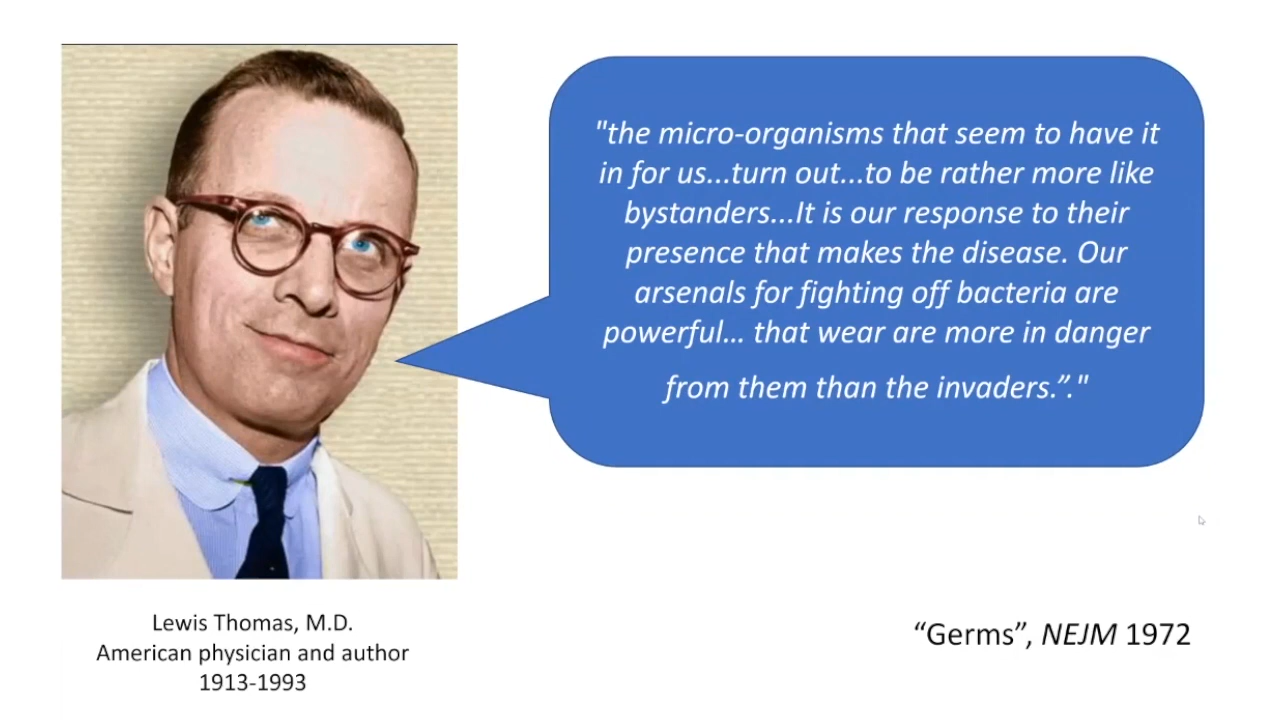 "the micro-organisms that seem to have it
in for us...turn out...to be rather more like
bystanders...It is our response to their
presence that makes the disease. Our
arsenals for fighting off bacteria are
powerful... that wear are more in danger
from them than the invaders.”."
Lewis Thomas, M.D.
American physician and author
1913-1993
“Germs”, NEJM 1972